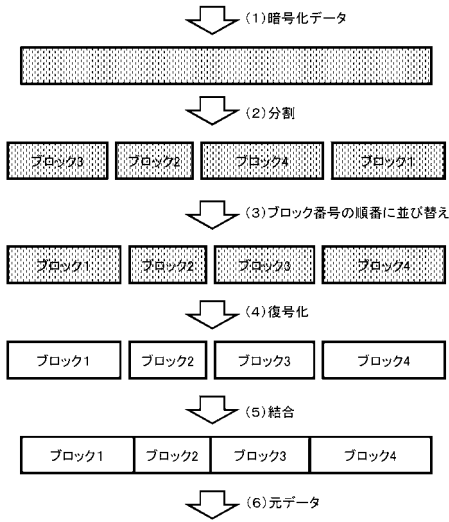 (1)暗号化データ
(2)分割
ブロック3 ブロック2 ブロック4 ブロック1
(3)ブロック番号の順番に並び替え
ブロック1 ブロック2 ブロック3 ブロック4
(4)復号化
ブロック1 ブロック2 ブロック3 ブロック4
(5)結合
ブロック1 ブロック2 ブロック3 ブロック4
(6)元データ